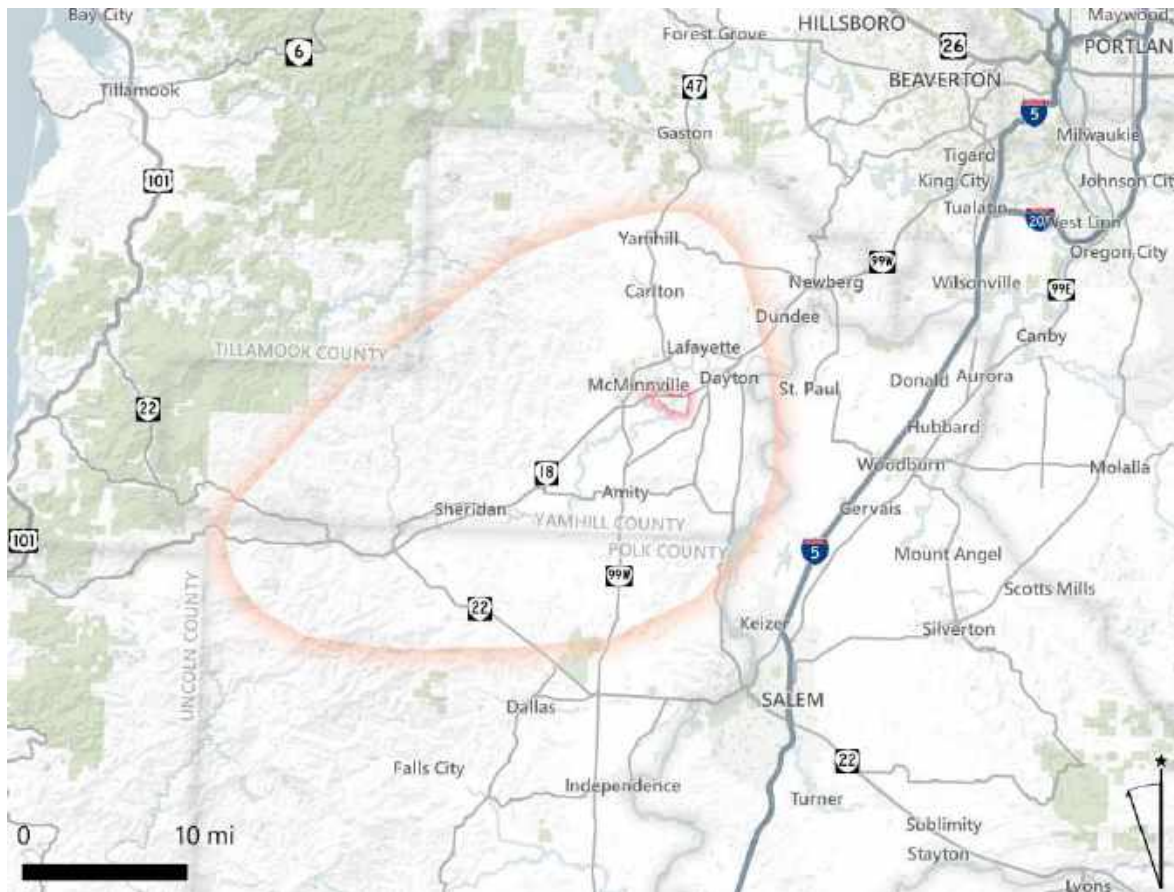 Bay City
HILLSBORO
Maywood
Forest Grove
6
26
PORTLAN
Tillamook
47
BEAVERTON
5
Gaston
Milwaukie
Tigard
101
King City
Johnson Cit
Tualatin
20
West Linn
Yamhill
Oregon City
99W
Newberg
Wilsonville
Carlton
99E
Dundee
Canby
TILLAMOOK COUNTY
Lafayette
McMinnville
Dayton
St. Paul
Donald
Aurora
22
Hubbard
18
Woodburn
Molalla
Amity
Sheridan
Gervais
YAMHILL COUNTY
101
POLK COUNTY
5
Mount Angel
99W
Scotts Mills
22
Keizer
Silverton
UNCOLN COUNTY
Dallas
SALEM
Falls City
22
Independence
Turner
0 10 mi
Sublimity
Stayton
Lyons